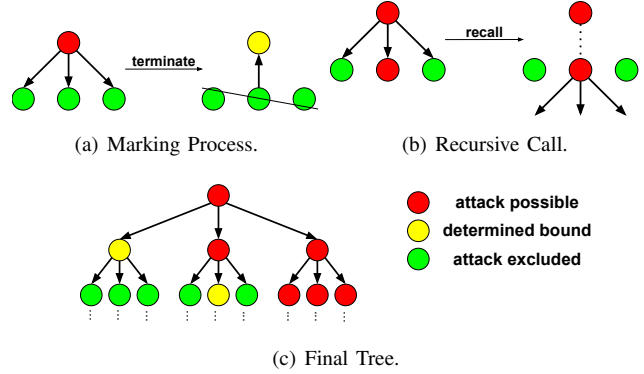 terminate
recall
(a) Marking Process.
(b) Recursive Call.
attack possible
determined bound
attack excluded
(c) Final Tree.